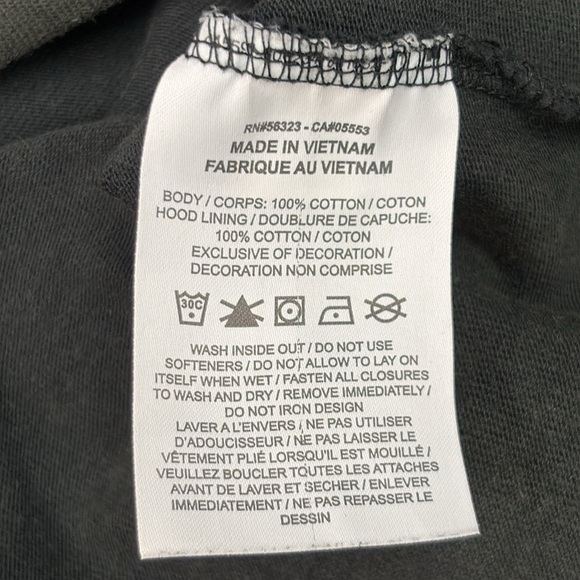 RN#56323 - CA#05553
MADE IN VIETNAM
FABRIQUE AU VIETNAM
BODY / CORPS: 100% COTTON / COTON
HOOD LINING / DOUBLURE DE CAPUCHE:
100% COTTON / COTON
EXCLUSIVE OF DECORATION /
DECORATION NON COMPRISE
30C
WASH INSIDE OUT / DO NOT USE
SOFTENERS / DO NOT ALLOW TO LAY ON
ITSELF WHEN WET / FASTEN ALL CLOSURES
TO WASH AND DRY / REMOVE IMMEDIATELY /
DO NOT IRON DESIGN
LAVER A L'ENVERS / NE PAS UTILISER
D'ADOUCISSEUR / NE PAS LAISSER LE
VÊTEMENT PLIÉ LORSQU'IL EST MOUILLÉ /
VEUILLEZ BOUCLER TOUTES LES ATTACHES
AVANT DE LAVER ET SECHER / ENLEVER
IMMEDIATEMENT / NE PAS REPASSER LE
DESSIN